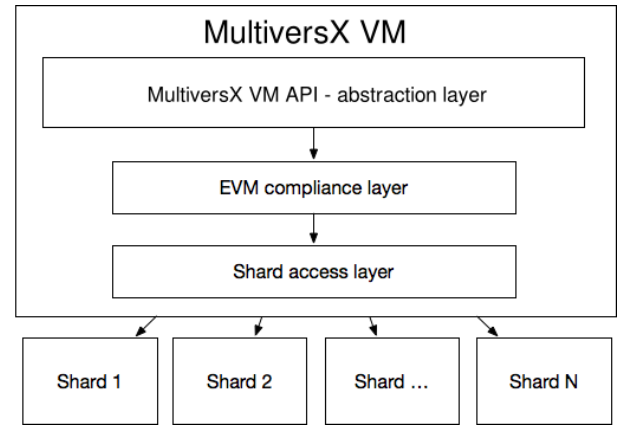 MultiversX VM
MultiversX VM API - abstraction layer
EVM compliance layer
Shard access layer
Shard 1
Shard 2
Shard ...
Shard N